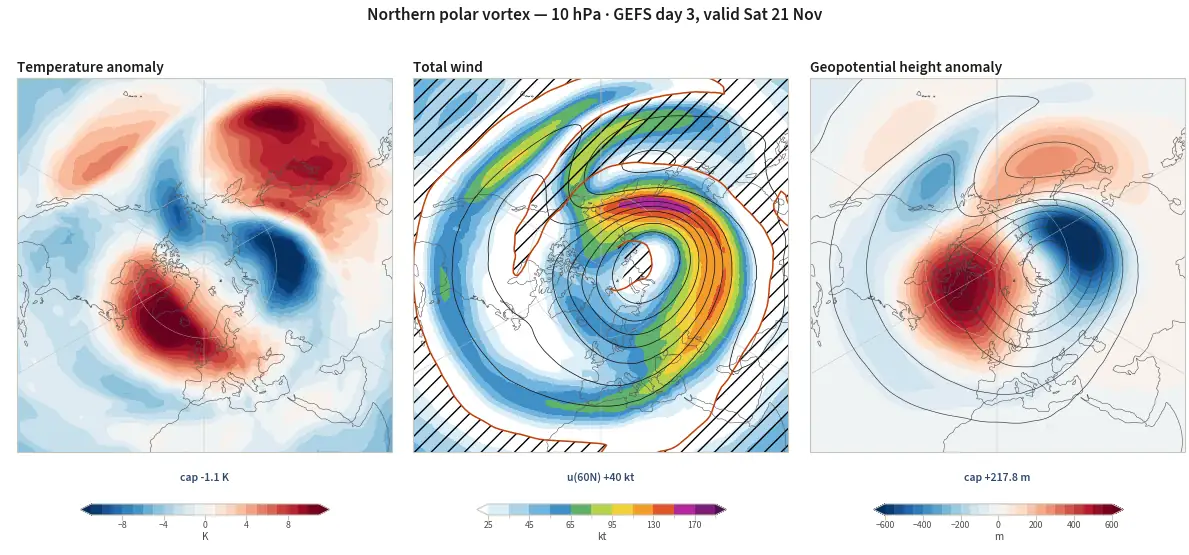 Northern polar vortex — 10 hPa · GEFS day 3, valid Sat 21 Nov
Temperature anomaly
Total wind
Geopotential height anomaly
cap -1.1 K
u(60N) +40 kt
cap +217.8 m
−8 −4 0 4 8
K
25 45 65 95 130 170
kt
−600 −400 −200 0 200 400 600
m